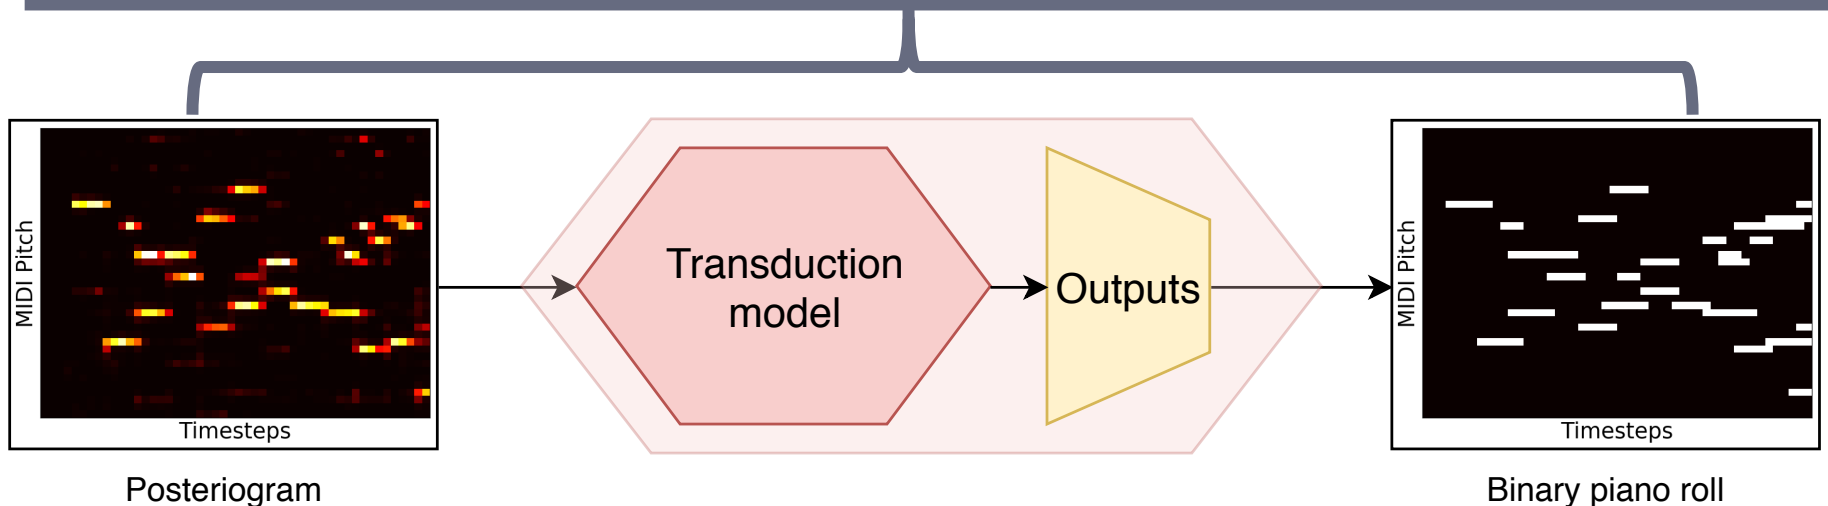 MIDI Pitch
Timesteps
Posteriogram
Transduction
model
Outputs
MIDI Pitch
Timesteps
Binary piano roll